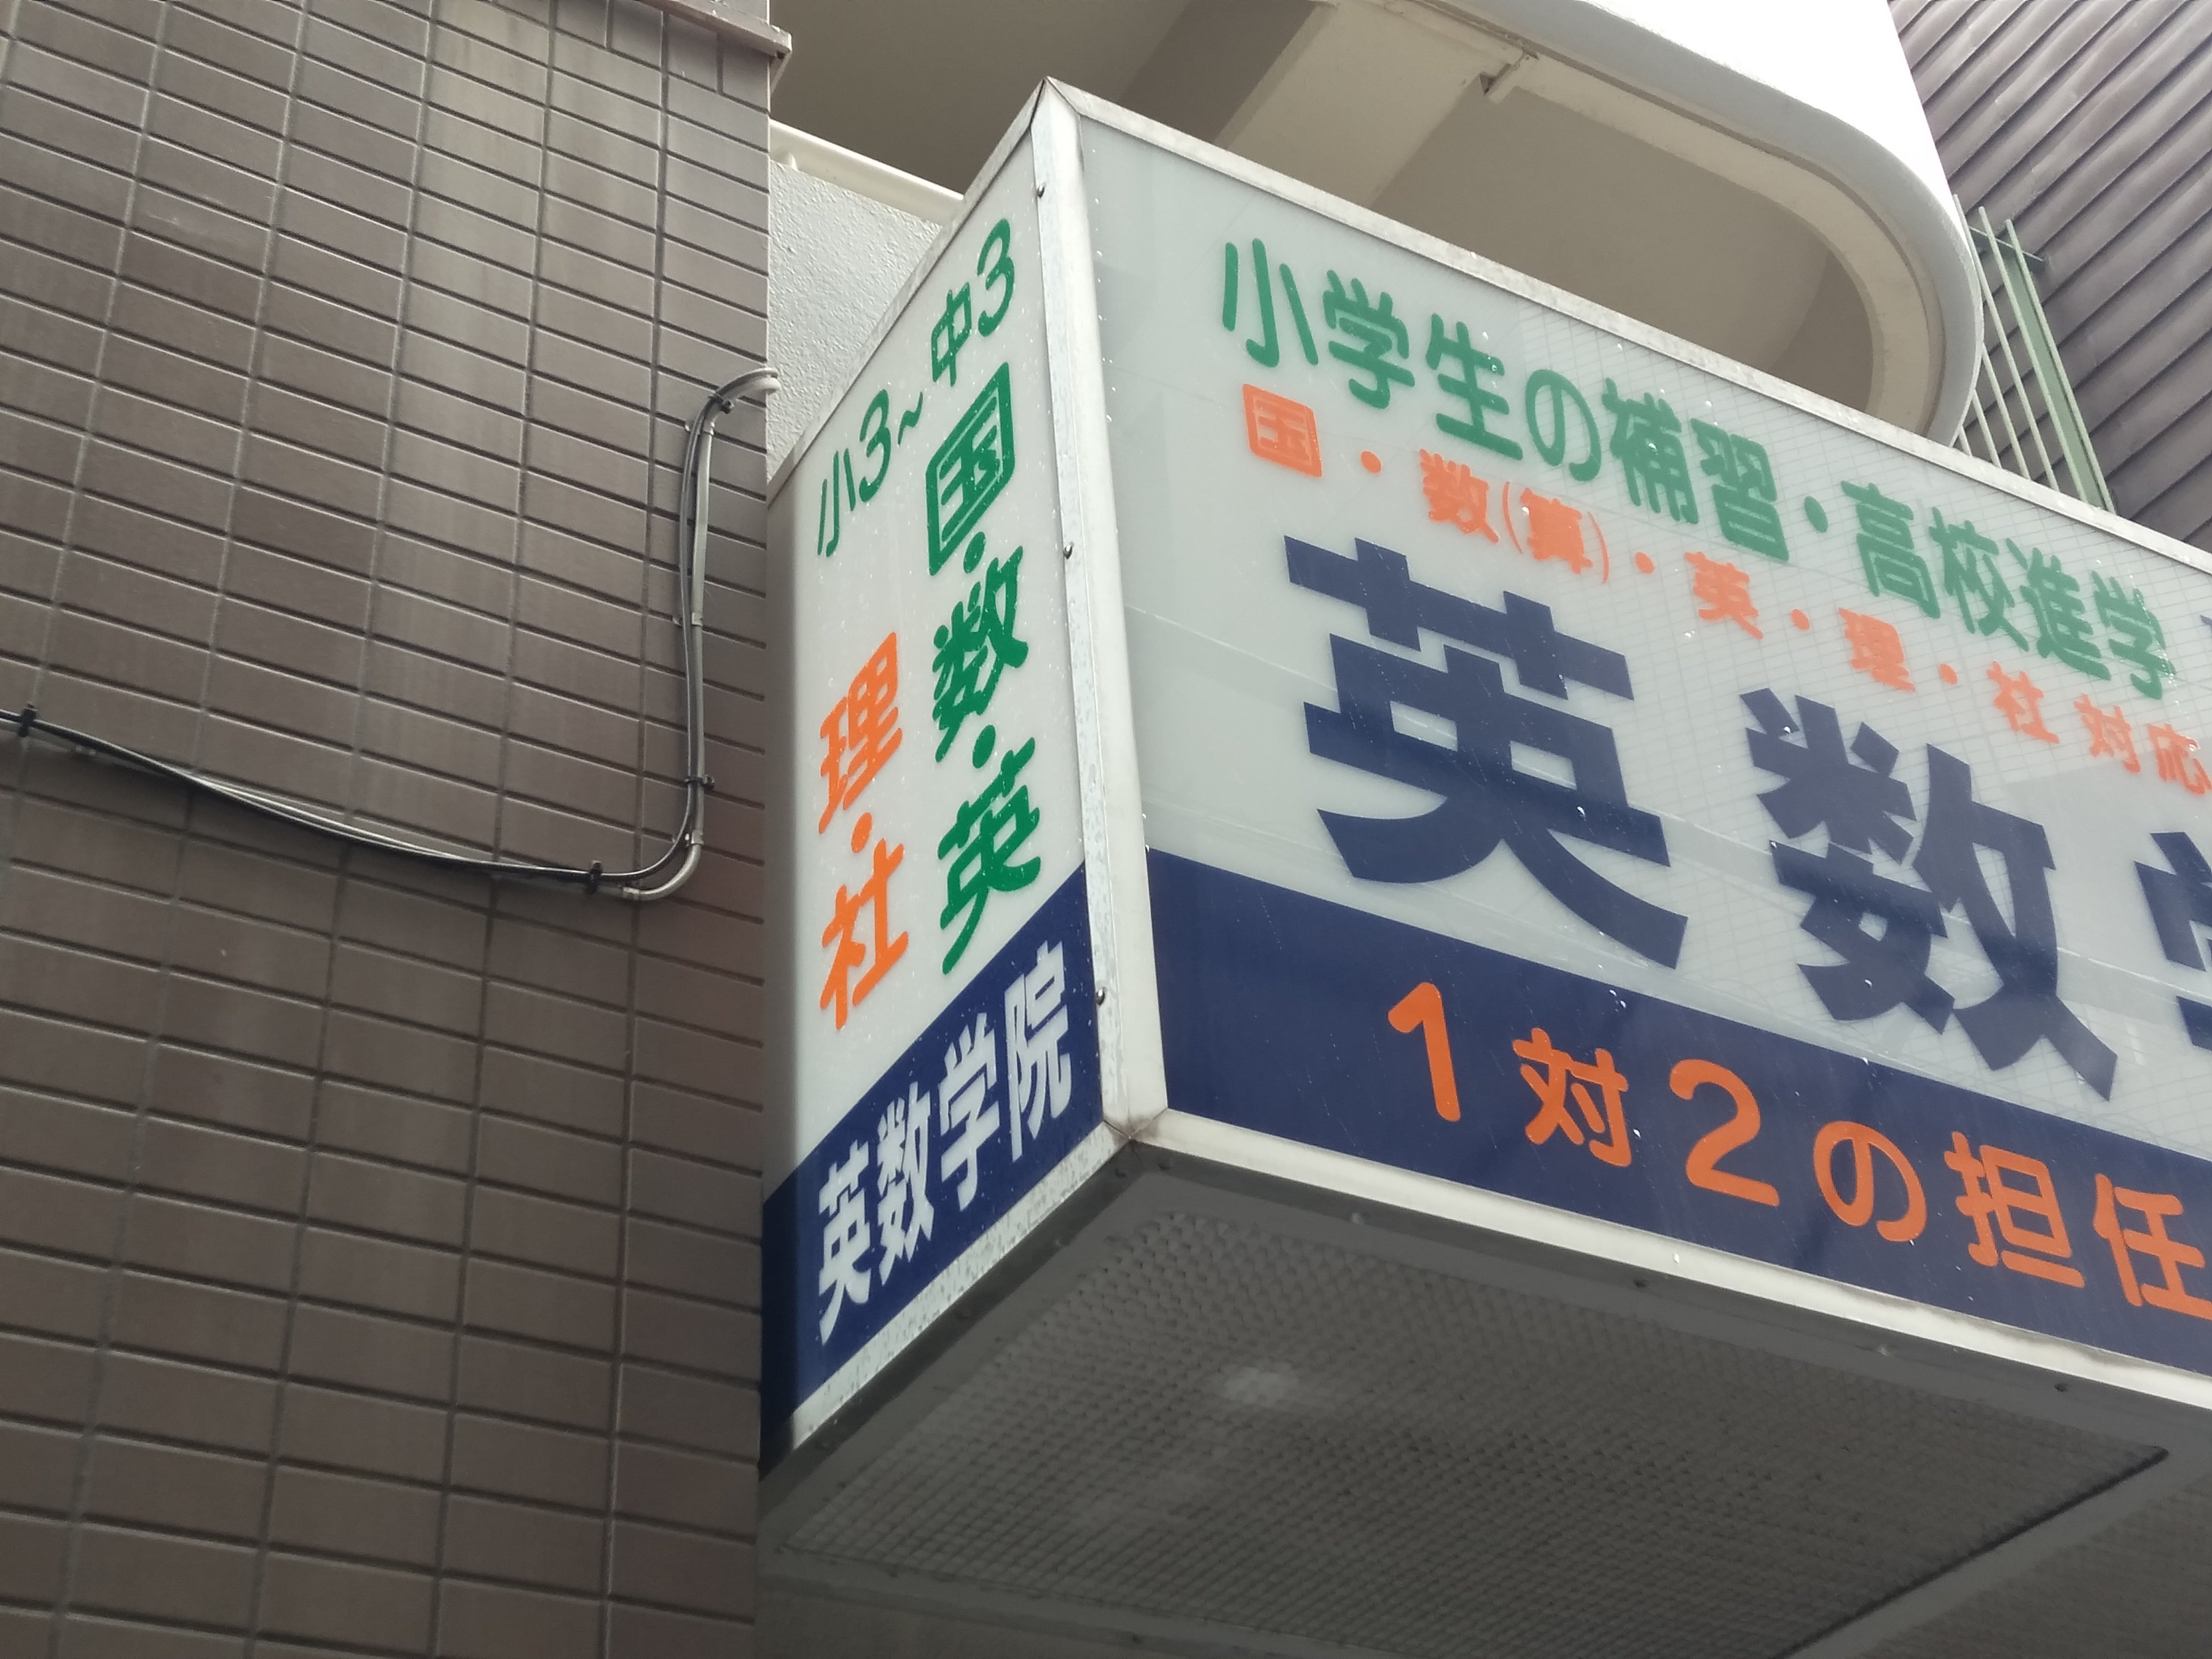 小3~中3
国・数・英
理・社
英数学院
小学生の補習・高校進学
国・数(算)・英・理・社 対応
英数
1対2の担任